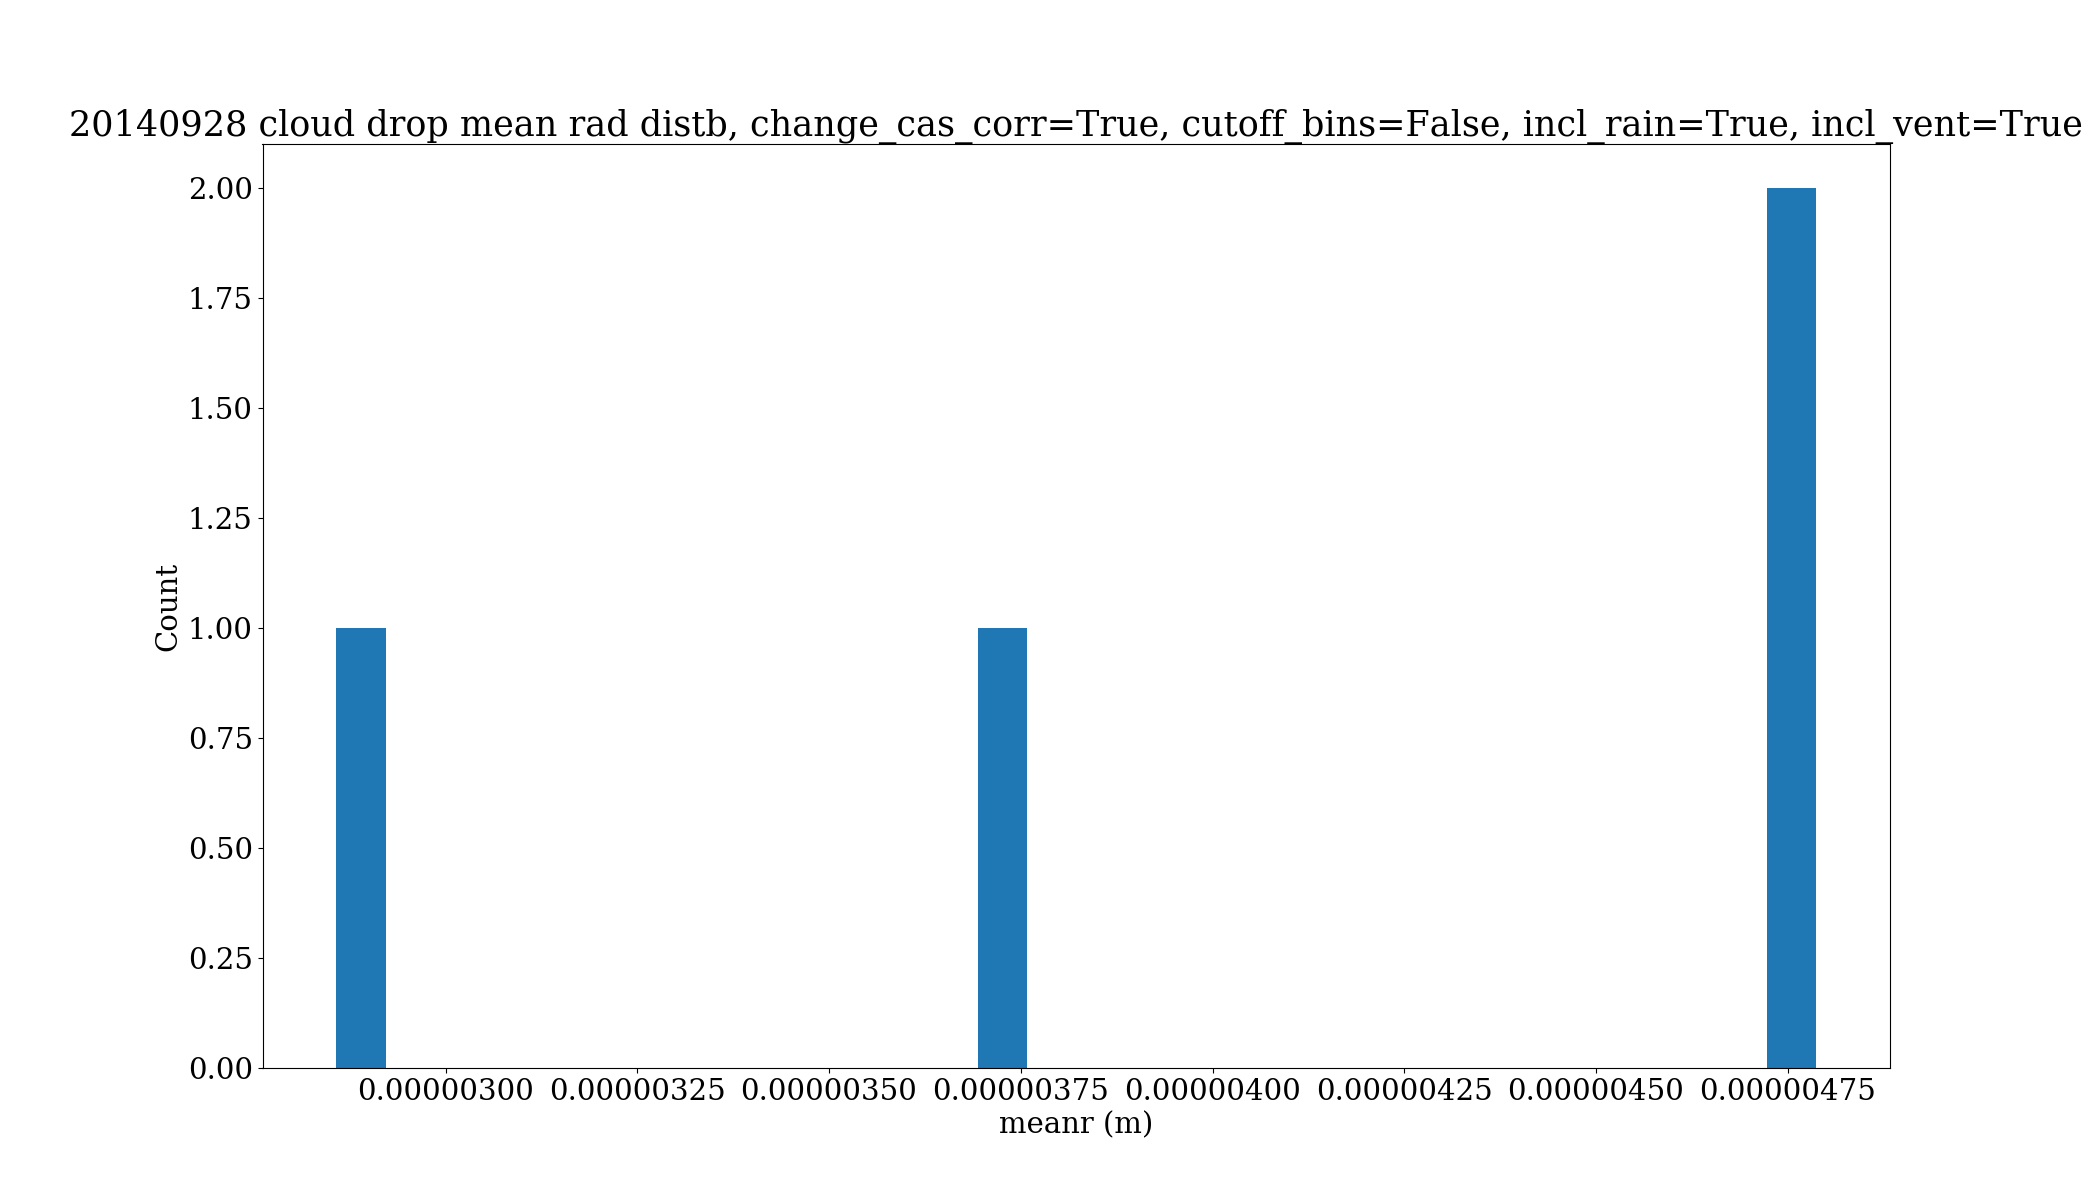 20140928 cloud drop mean rad distb, change_cas_corr=True, cutoff_bins=False, incl_rain=True, incl_vent=True
2.00
1.75
1.50
1.25
1.00
0.75
0.50
0.25
0.00
Count
0.00000300 0.00000325 0.00000350 0.00000375 0.00000400 0.00000425 0.00000450 0.00000475
meanr (m)